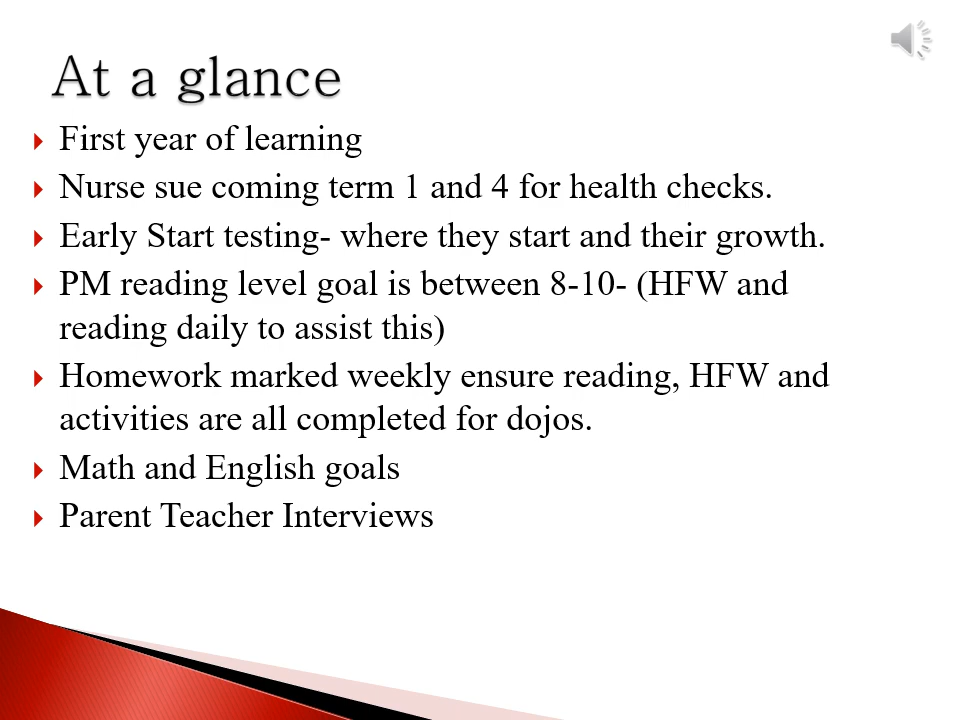 At a glance
First year of learning
Nurse sue coming term 1 and 4 for health checks.
Early Start testing- where they start and their growth.
PM reading level goal is between 8-10- (HFW and
reading daily to assist this)
Homework marked weekly ensure reading, HFW and
activities are all completed for dojos.
Math and English goals
Parent Teacher Interviews